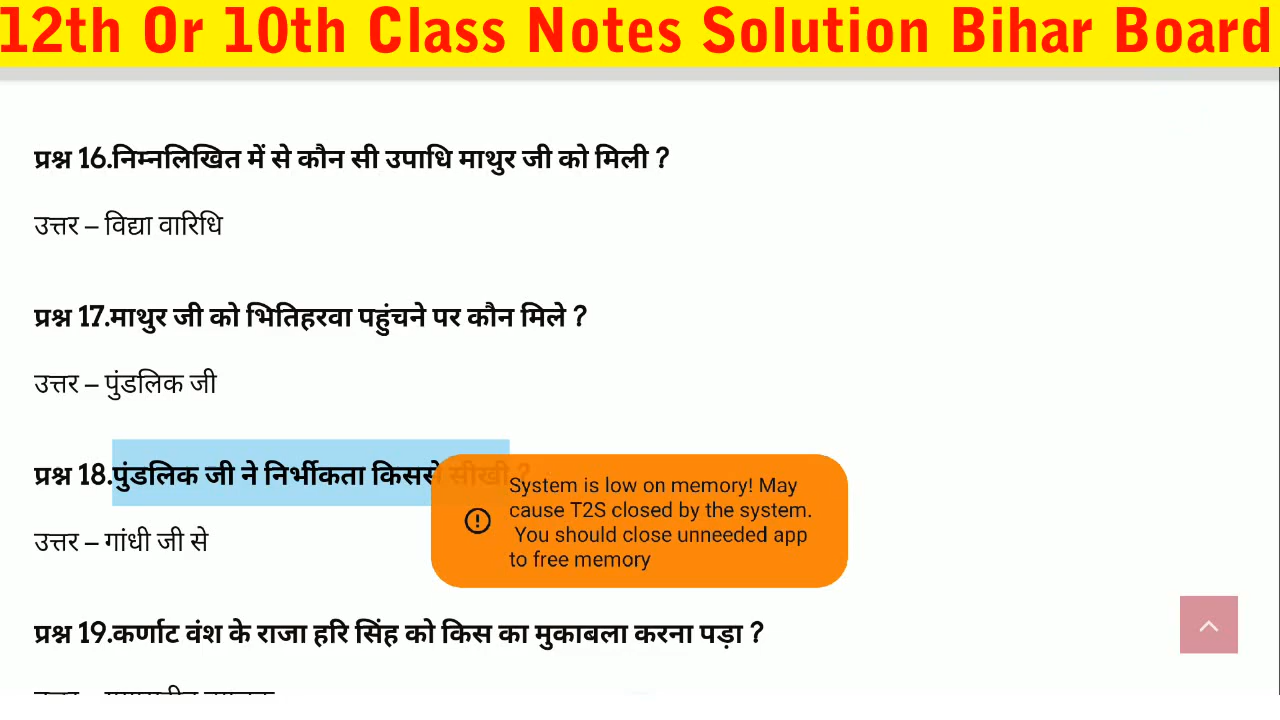 12th Or 10th Class Notes Solution Bihar Board
प्रश्न 16.निम्नलिखित में से कौन सी उपाधि माथुर जी को मिली ?
उत्तर – विद्या वारिधि
प्रश्न 17.माथुर जी को भितिहरवा पहुंचने पर कौन मिले ?
उत्तर – पुंडलिक जी
प्रश्न 18.पुंडलिक जी ने निर्भीकता किससे सीखी ?
उत्तर – गांधी जी से
System is low on memory! May
cause T2S closed by the system.
You should close unneeded app
to free memory
प्रश्न 19.कर्णाट वंश के राजा हरि सिंह को किस का मुकाबला करना पड़ा ?